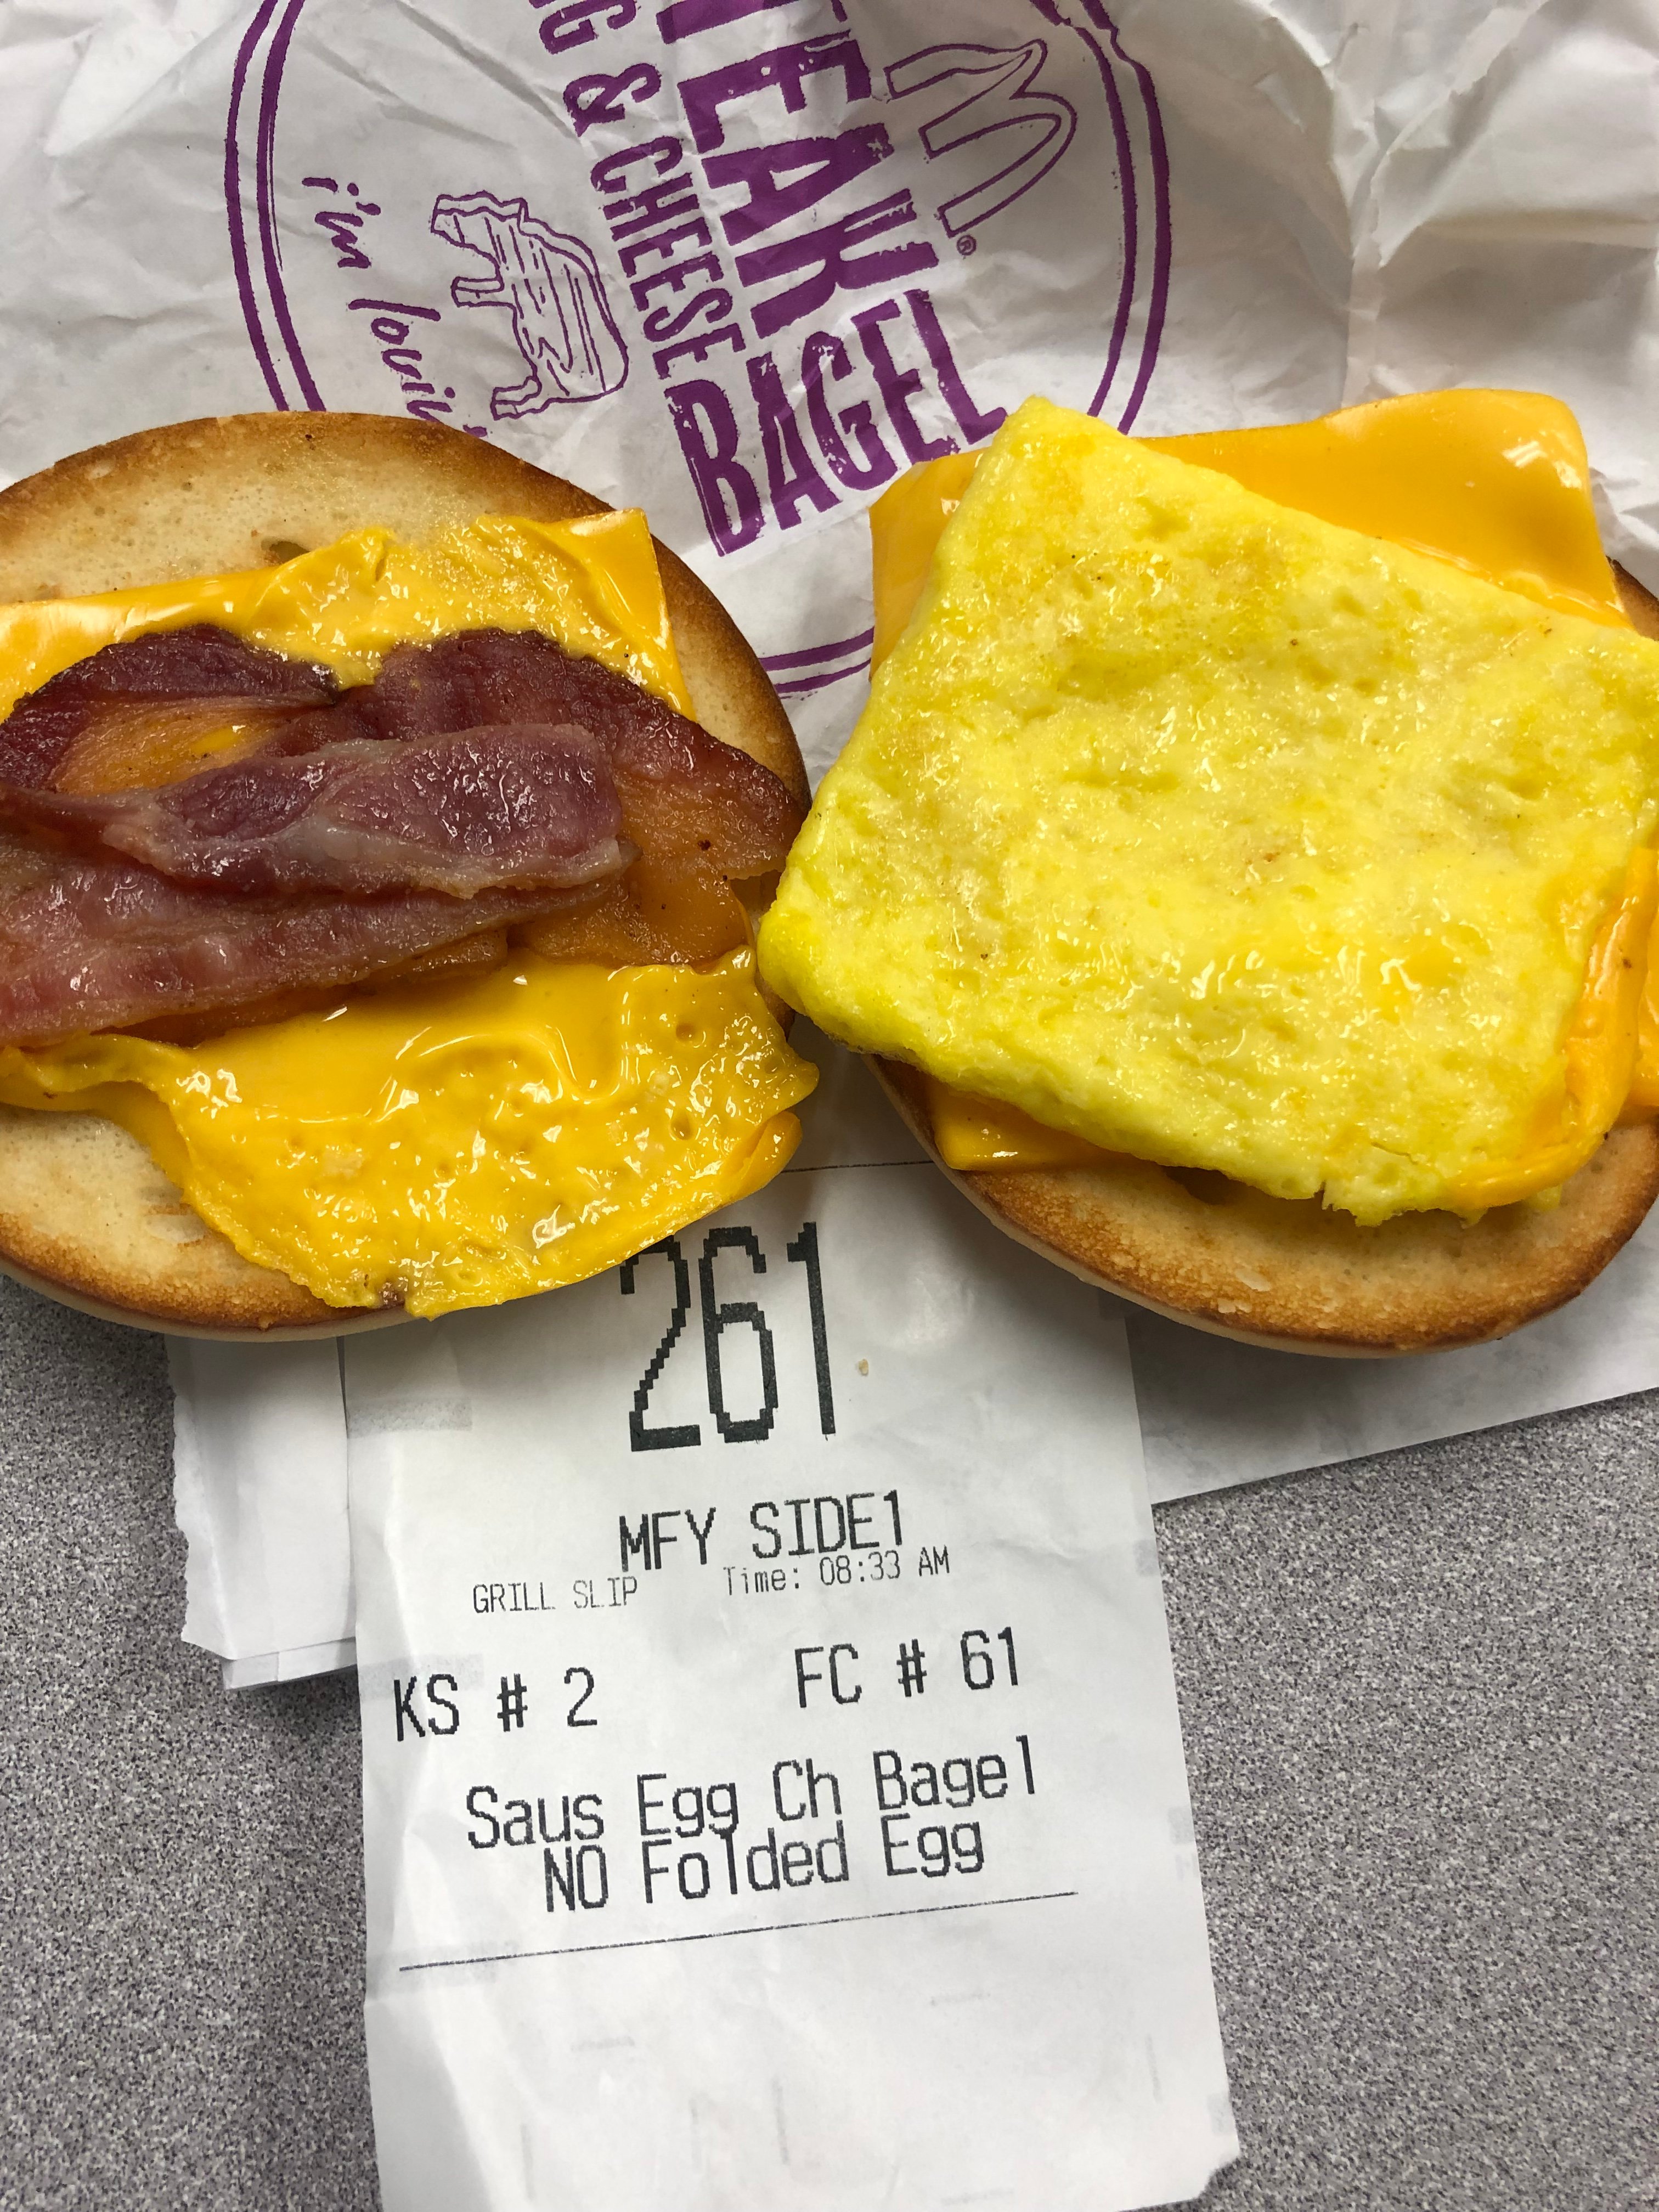 & CHEESE
BAGEL
i'm
®
261
MFY SIDE1
GRILL SLIP Time: 08:33 AM
KS # 2 FC # 61
Saus Egg Ch Bagel
NO Folded Egg